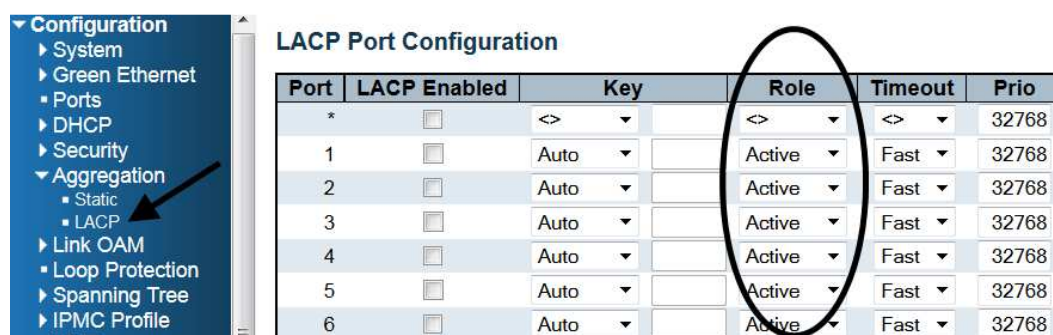 Configuration
System
Green Ethernet
Ports
DHCP
Security
Aggregation
Static
LACP
Link OAM
Loop Protection
Spanning Tree
IPMC Profile
LACP Port Configuration
Port LACP Enabled Key Role Timeout Prio
* <> <> <> 32768
1 Auto Active Fast 32768
2 Auto Active Fast 32768
3 Auto Active Fast 32768
4 Auto Active Fast 32768
5 Auto Active Fast 32768
6 Auto Active Fast 32768